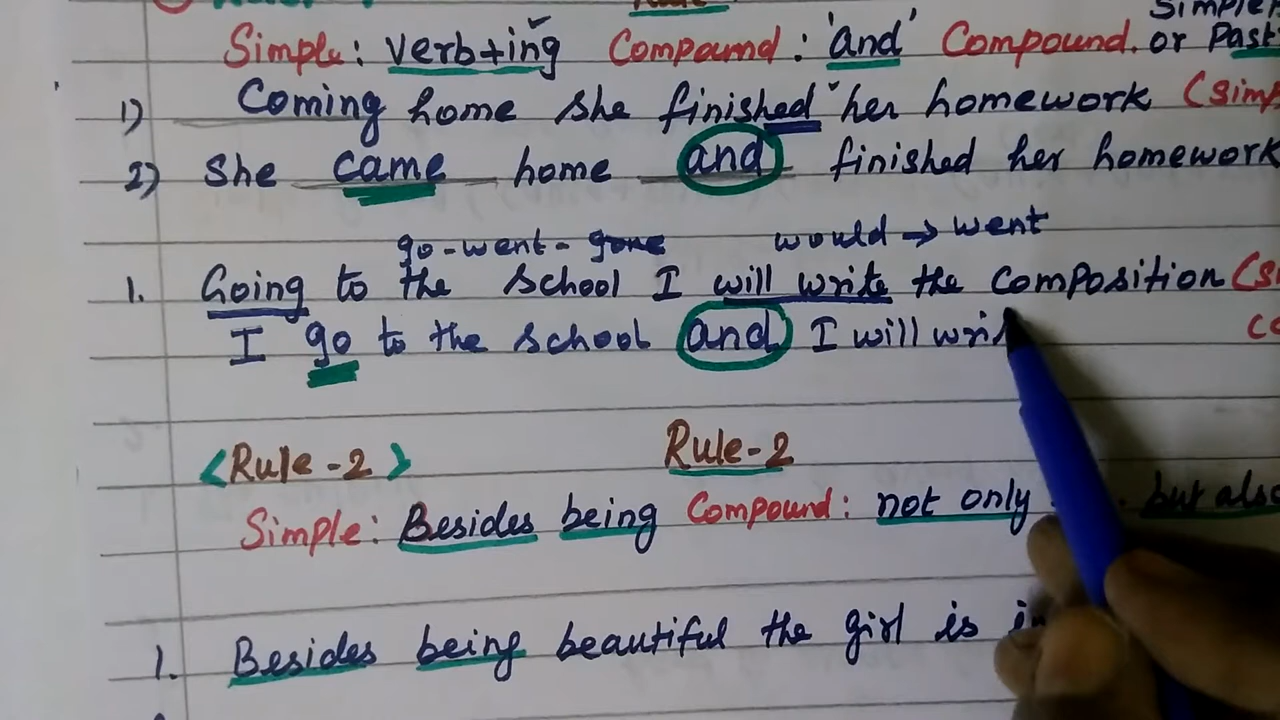 Simple: verb+ing Compound: 'and' Compound. or Past
1) Coming home she finished her homework
2) She came home and finished her homework
go-went-gone would → went
1. Going to the school I will write the composition
I go to the school and I will
<Rule-2> Rule-2
Simple: Besides being Compound: not only but also
1. Besides being beautiful the girl is